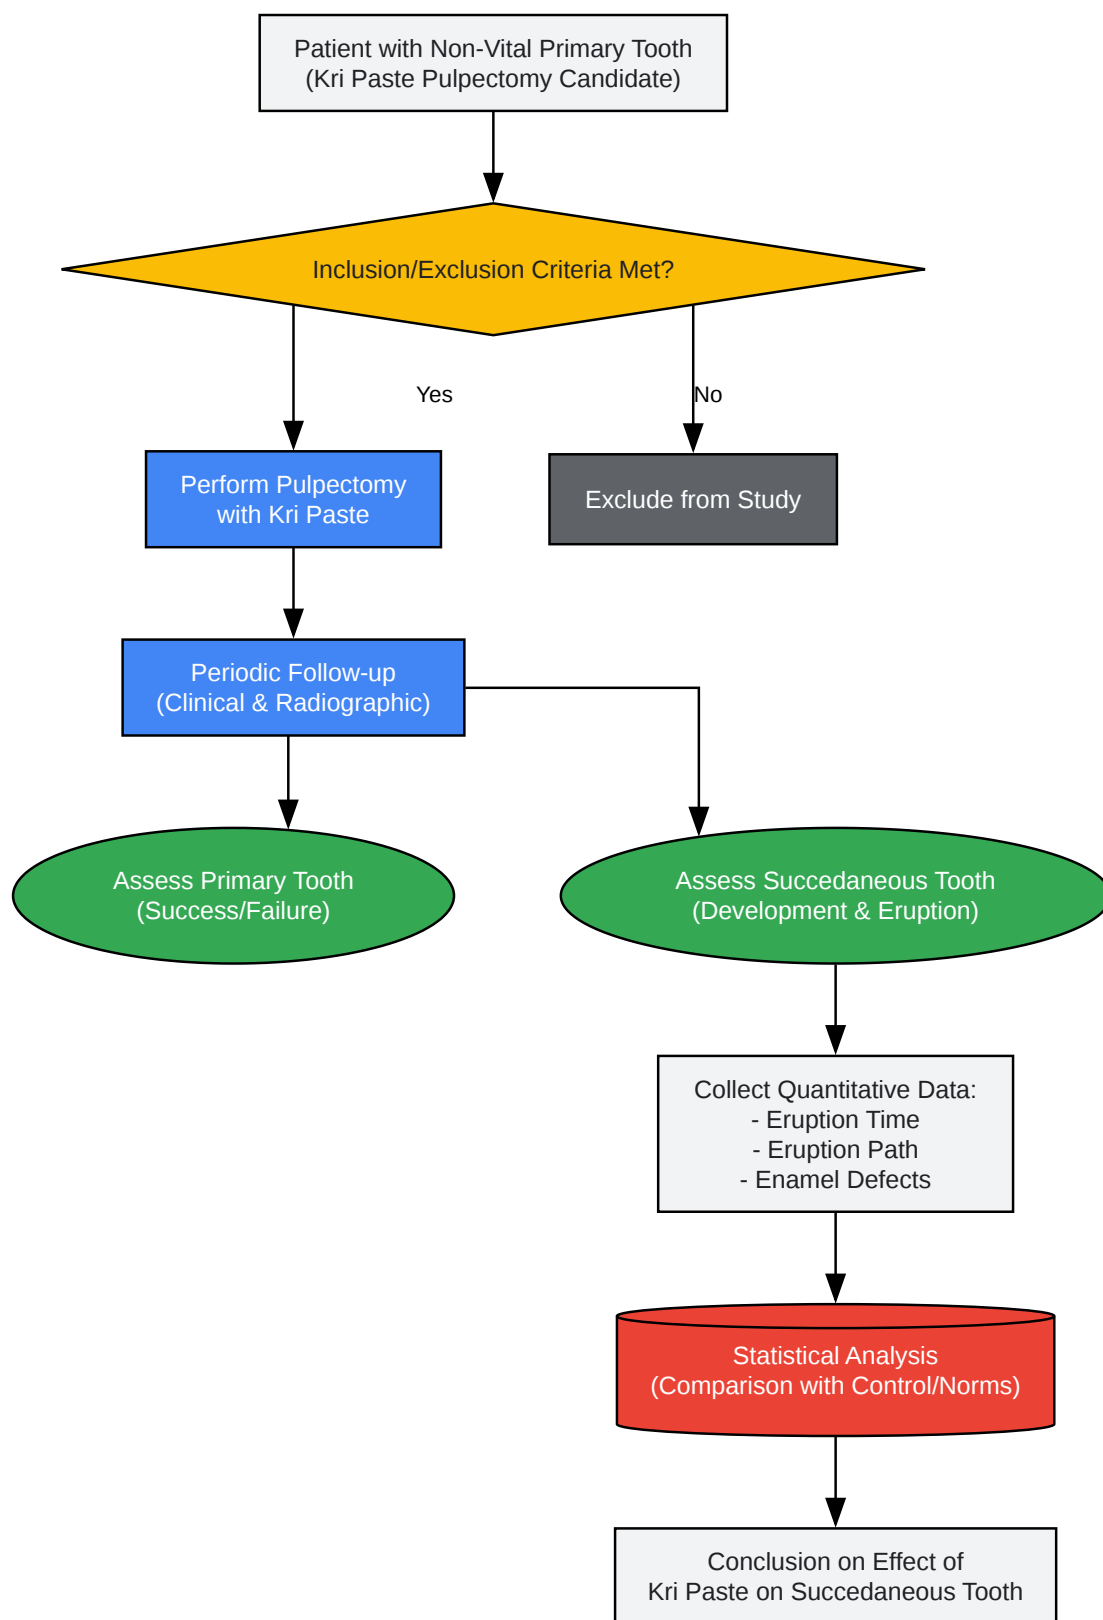 Patient with Non-Vital Primary Tooth
(Kri Paste Pulpectomy Candidate)
Inclusion/Exclusion Criteria Met?
Yes
No
Perform Pulpectomy
with Kri Paste
Exclude from Study
Periodic Follow-up
(Clinical & Radiographic)
Assess Primary Tooth
(Success/Failure)
Assess Succedaneous Tooth
(Development & Eruption)
Collect Quantitative Data:
- Eruption Time
- Eruption Path
- Enamel Defects
Statistical Analysis
(Comparison with Control/Norms)
Conclusion on Effect of
Kri Paste on Succedaneous Tooth